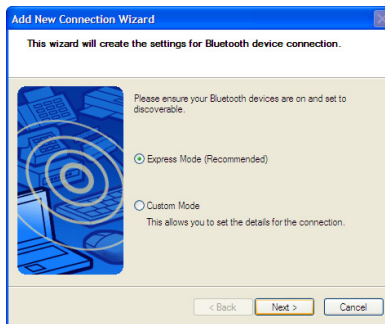 Add New Connection Wizard
This wizard will create the settings for Bluetooth device connection.
Please ensure your Bluetooth devices are on and set to
discoverable.
Express Mode (Recommended)
Custom Mode
This allows you to set the details for the connection.
< Back
Next >
Cancel